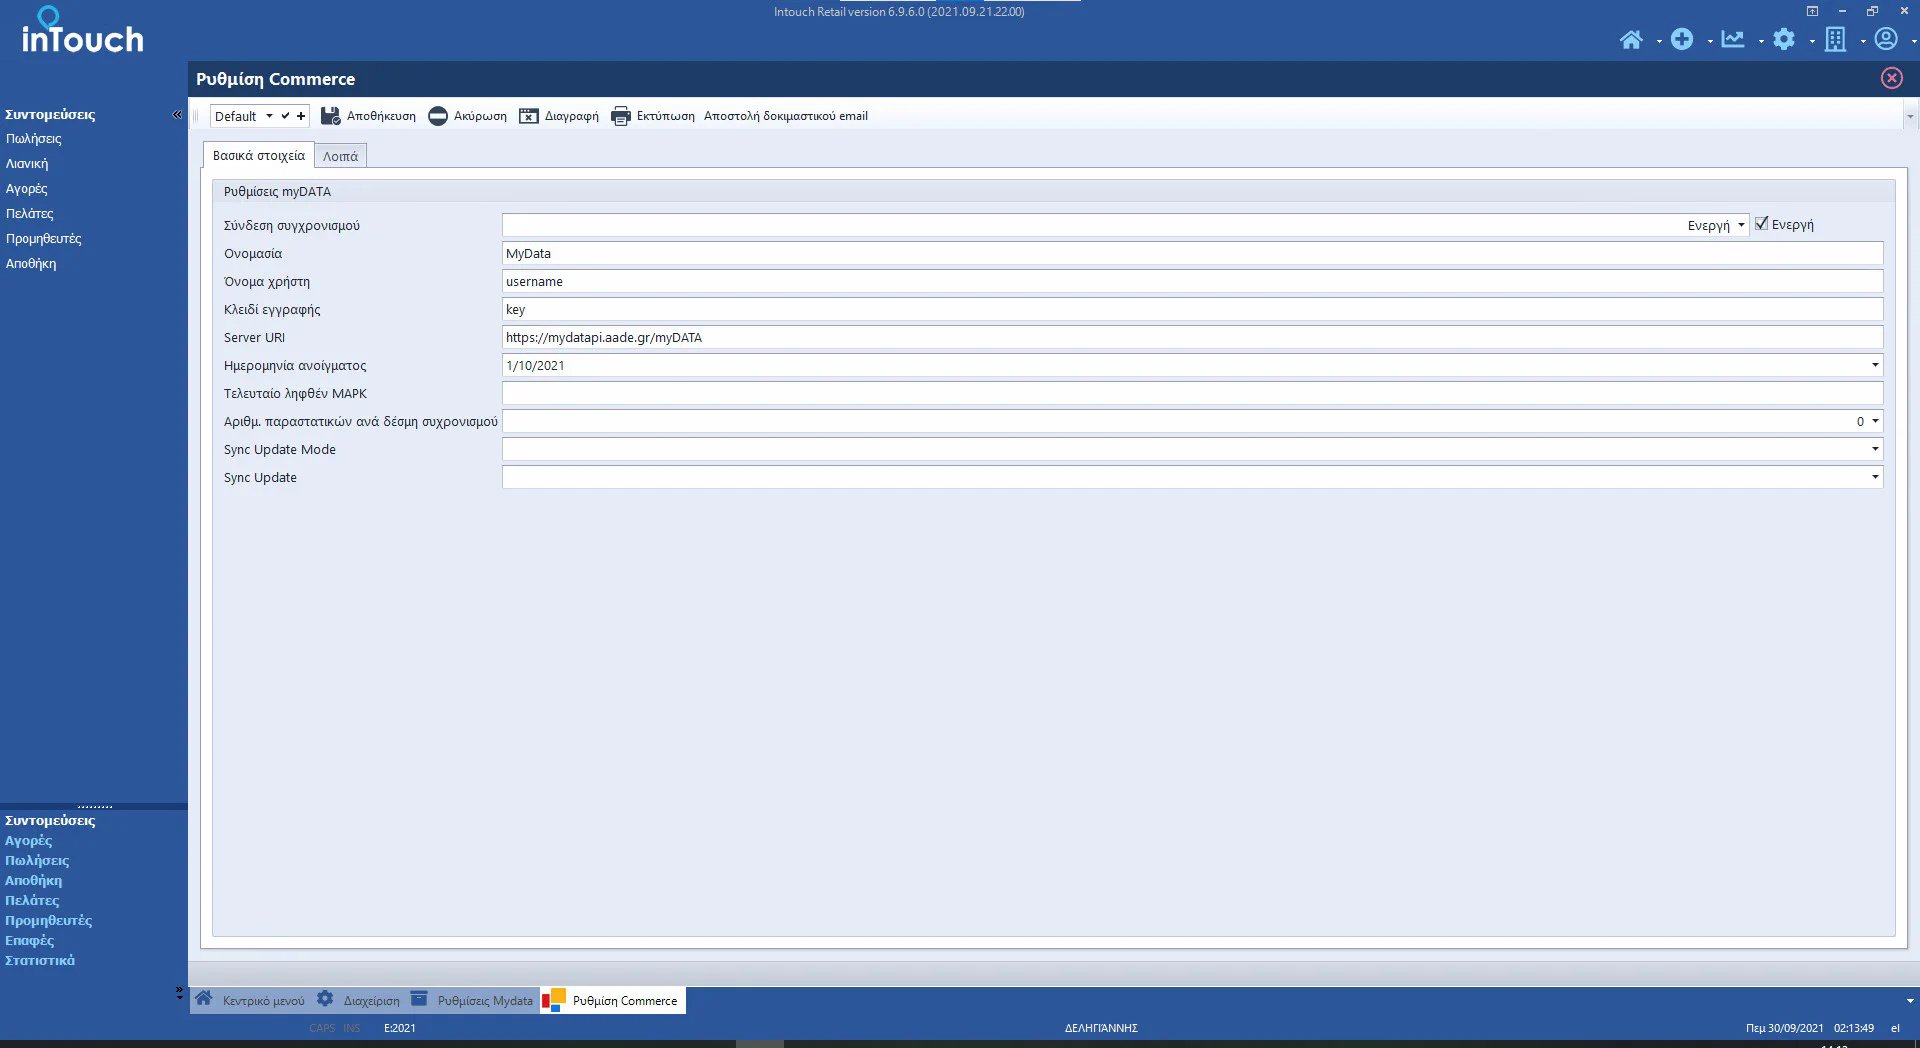 Intouch Retail version 6.9.6.0 (2021.09.21.22.00)
inTouch
Ρυθμίση Commerce
Συντομεύσεις
Πωλήσεις
Λιανική
Αγορές
Πελάτες
Προμηθευτές
Αποθήκη
Default
Αποθήκευση
Ακύρωση
Διαγραφή
Εκτύπωση
Αποστολή δοκιμαστικού email
Βασικά στοιχεία
Λοιπά
Ρυθμίσεις myDATA
Σύνδεση συγχρονισμού
Ενεργή
Ενεργή
Ονομασία
MyData
Όνομα χρήστη
username
Κλειδί εγγραφής
key
Server URI
https://mydatapi.aade.gr/myDATA
Ημερομηνία ανοίγματος
1/10/2021
Τελευταίο ληφθέν ΜΑΡΚ
Αριθμ. παραστατικών ανά δέσμη συχρονισμού
0
Sync Update Mode
Sync Update
Συντομεύσεις
Αγορές
Πωλήσεις
Αποθήκη
Πελάτες
Προμηθευτές
Επαφές
Στατιστικά
Κεντρικό μενού
Διαχείριση
Ρυθμίσεις Mydata
Ρυθμίση Commerce
CAPS INS
E:2021
ΔΕΛΗΓΙΑΝΝΗΣ
Πεμ 30/09/2021 02:13:49 el